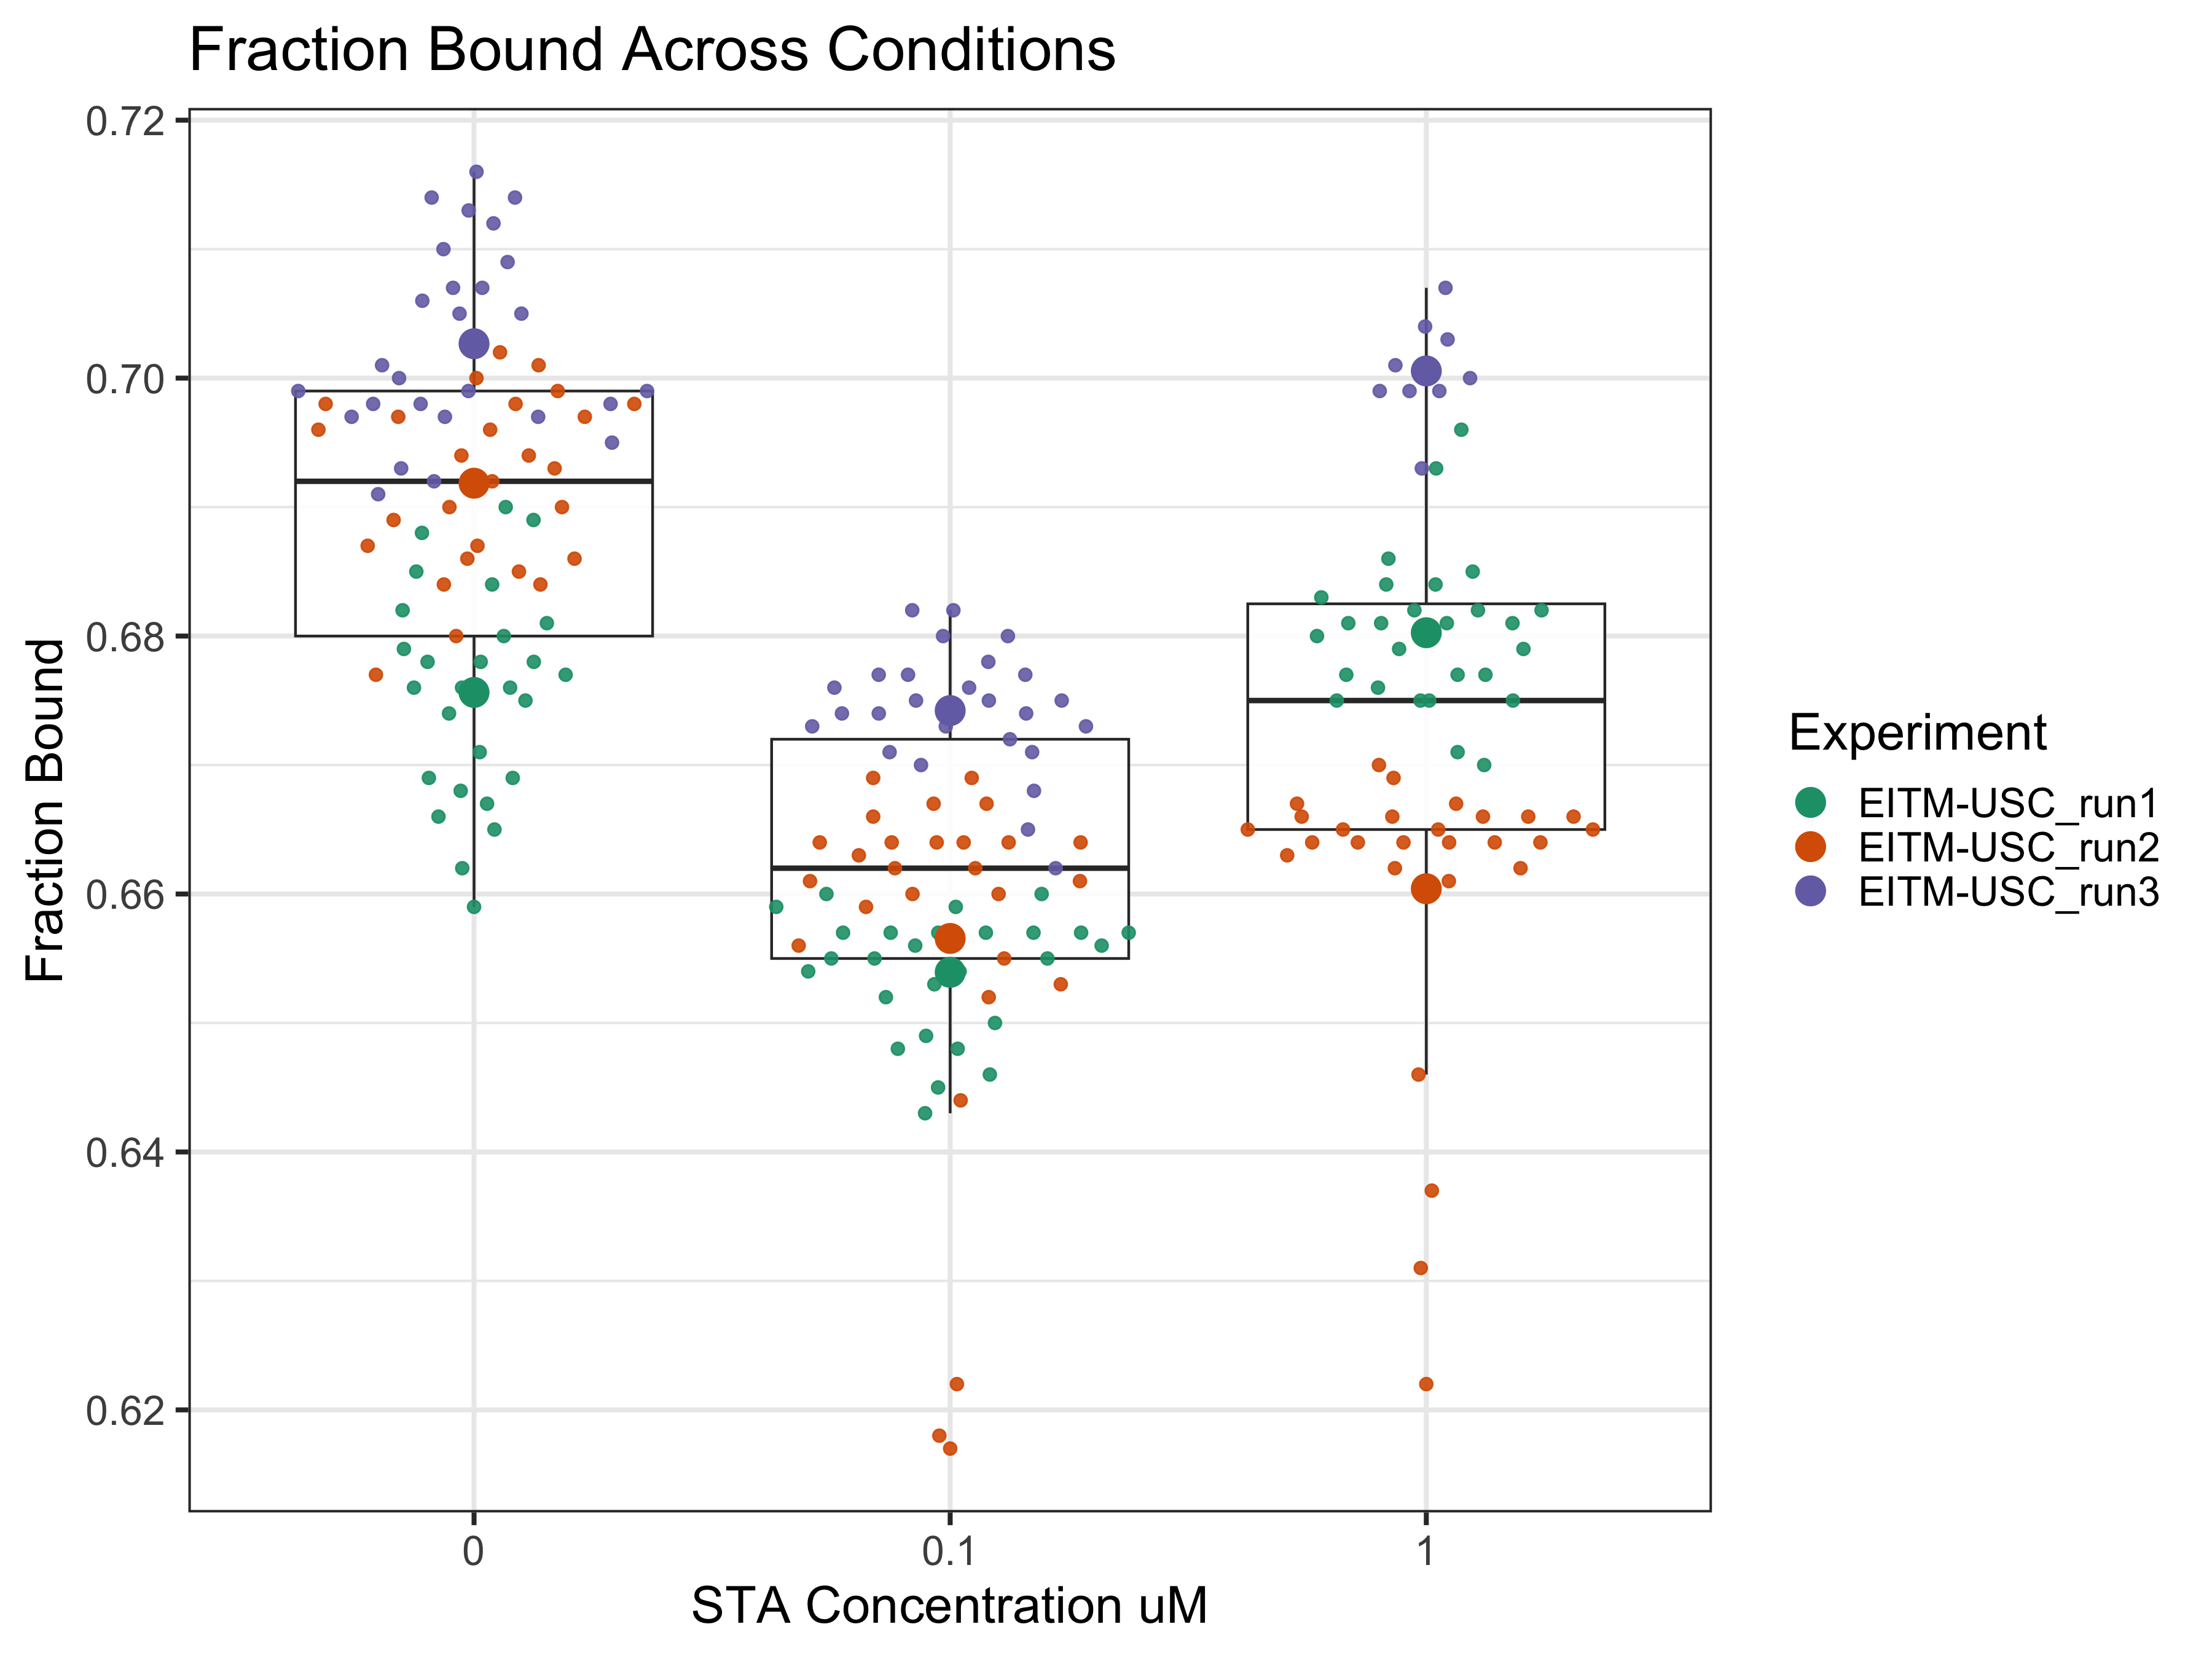 Fraction Bound Across Conditions
0.72
0.70
0.68
0.66
0.64
0.62
Fraction Bound
0
0.1
1
STA Concentration uM
Experiment
EITM-USC_run1
EITM-USC_run2
EITM-USC_run3